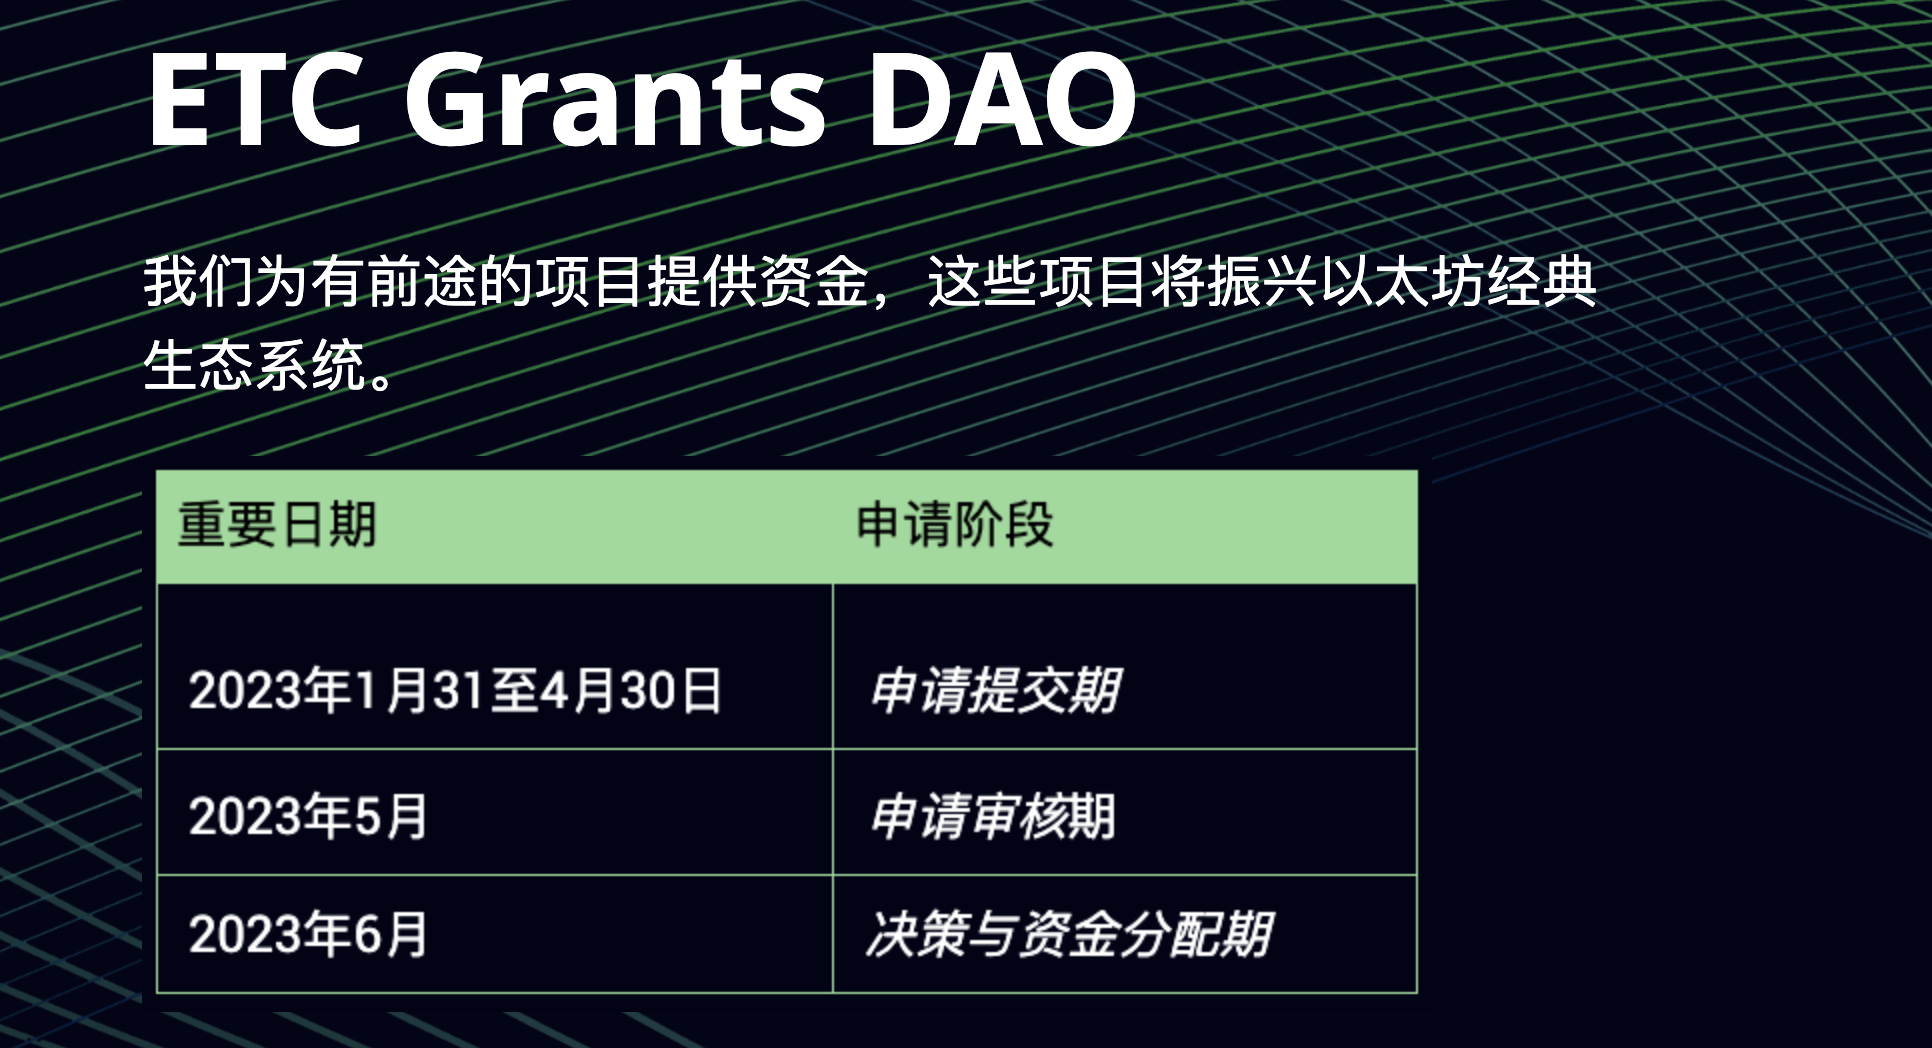 ETC Grants DAO
我们为有前途的项目提供资金，这些项目将振兴以太坊经典
生态系统。
重要日期 申请阶段
2023年1月31至4月30日 申请提交期
2023年5月 申请审核期
2023年6月 决策与资金分配期